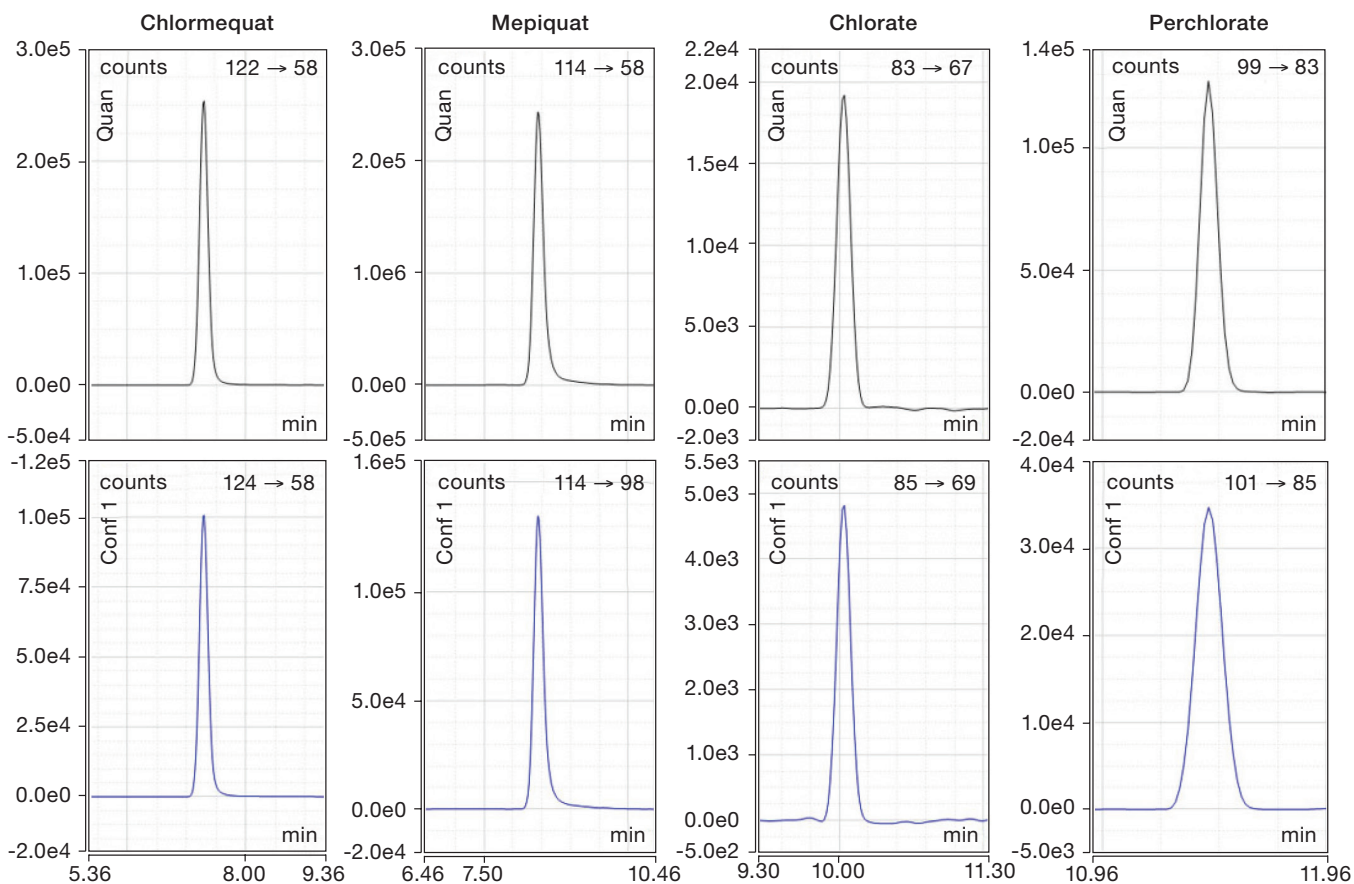 Chlormequat
3.0e5
counts 122 → 58
Quan
2.0e5
1.0e5
0.0e0
min
-5.0e4
Mepiquat
3.0e5
counts 114 → 58
Quan
2.0e5
1.0e6
0.0e0
min
-5.0e5
Chlorate
2.2e4
counts 83 → 67
2.0e4
Quan
1.5e4
1.0e4
5.0e3
0.0e0
min
-2.0e3
Perchlorate
1.4e5
counts 99 → 83
Quan
1.0e5
5.0e4
0.0e0
min
-2.0e4
-1.2e5
counts 124 → 58
Conf 1
1.0e5
7.5e4
5.0e4
2.5e4
0.0e0
min
-2.0e4
5.36 8.00 9.36
1.6e5
counts 114 → 98
Conf 1
1.0e5
5.0e4
0.0e0
min
-2.0e4
6.46 7.50 10.46
5.5e3
counts 85 → 69
5.0e3
Conf 1
4.0e3
3.0e3
2.0e3
1.0e3
0.0e0
min
-5.0e2
9.30 10.00 11.30
4.0e4
counts 101 → 85
Conf 1
3.0e4
2.0e4
1.0e4
0.0e0
min
-5.0e3
10.96 11.96